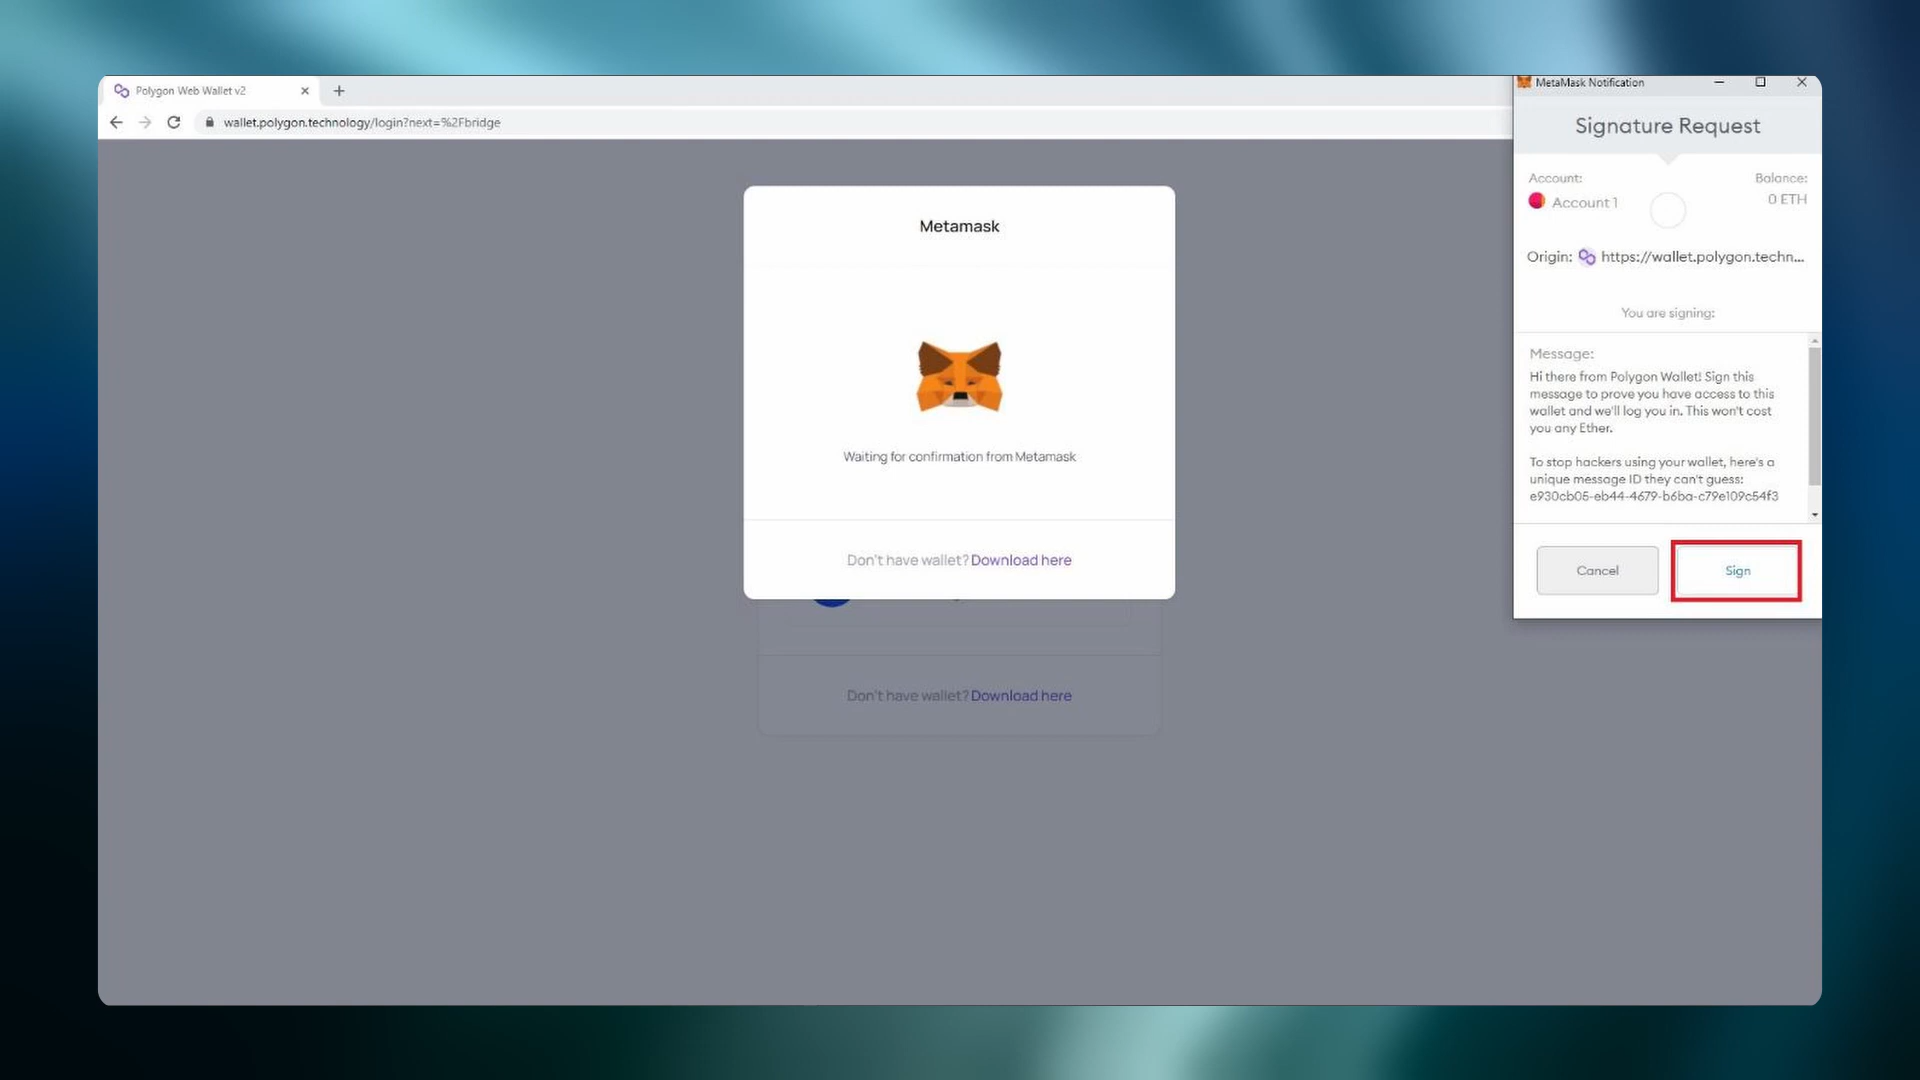 Polygon Web Wallet v2
wallet.polygon.technology/login?next=%2Fbridge
Metamask
Waiting for confirmation from Metamask
Don't have wallet? Download here
Don't have wallet? Download here
MetaMask Notification
Signature Request
Account:
Balance:
Account 1
0 ETH
Origin: https://wallet.polygon.techn...
You are signing:
Message:
Hi there from Polygon Wallet! Sign this
message to prove you have access to this
wallet and we'll log you in. This won't cost
you any Ether.
To stop hackers using your wallet, here's a
unique message ID they can't guess:
e930cb05-eb44-4679-b6ba-c79e109c54f3
Cancel
Sign